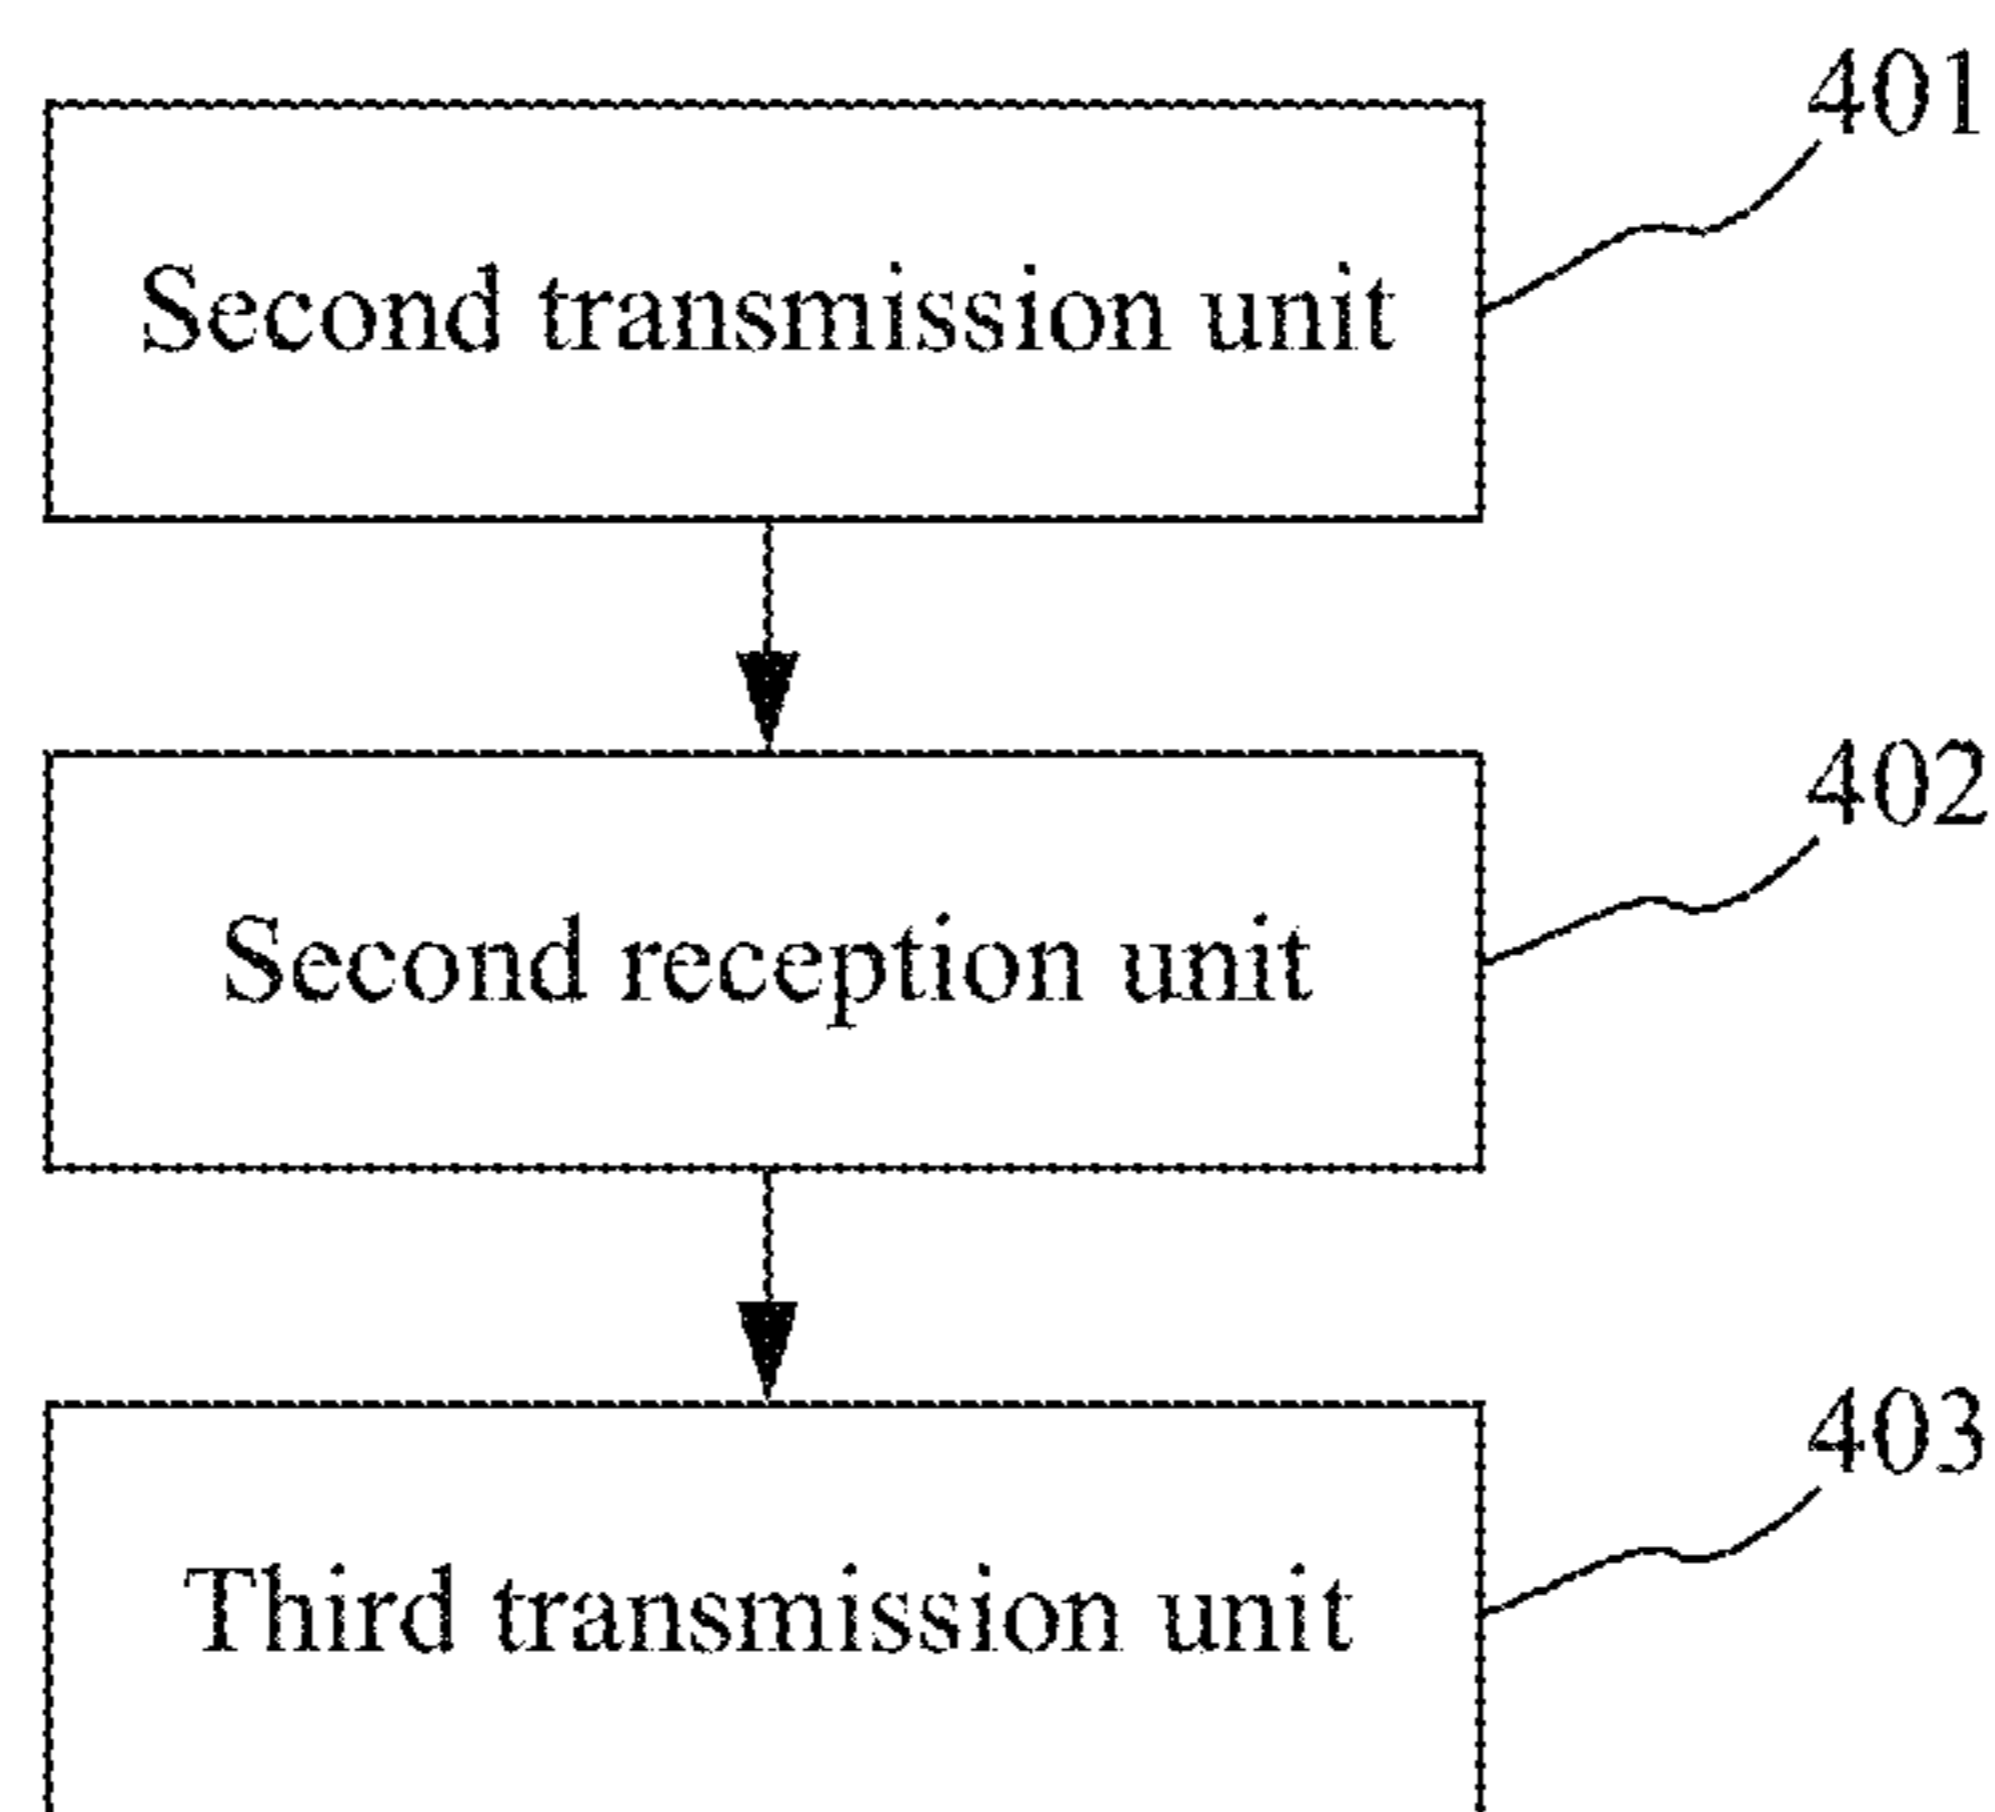 401
Second transmission unit
402
Second reception unit
403
Third transmission unit